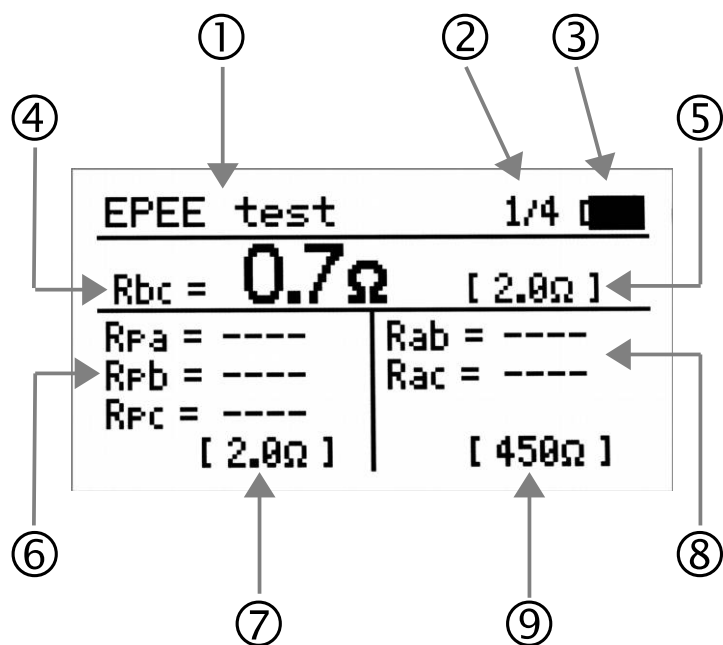 ① ② ③
④ ⑤
EPEE test 1/4
Rbc = 0.7Ω [ 2.0Ω ]
Rpa = ----
Rpb = ----
Rpc = ----
[ 2.0Ω ]
Rab = ----
Rac = ----
[ 450Ω ]
⑥ ⑧
⑦ ⑨